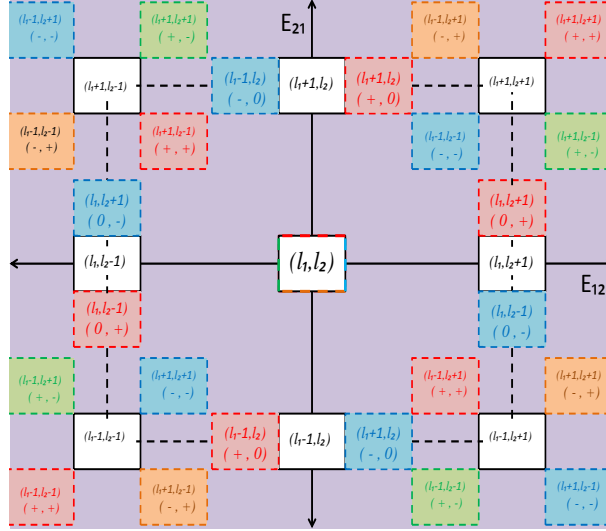 (l₁-1,l₂+1)
(-,-)
(l₁+1,l₂+1)
(+,-)
E₂₁
(l₁-1,l₂+1)
(-,+)
(l₁+1,l₂+1)
(+,+)
(l₁+1,l₂-1)
(l₁-1,l₂)
(-,0)
(l₁+1,l₂)
(l₁+1,l₂)
(+,0)
(l₁+1,l₂+1)
(l₁-1,l₂-1)
(-,+)
(l₁+1,l₂-1)
(+,+)
(l₁-1,l₂-1)
(-,-)
(l₁+1,l₂-1)
(+,-)
(l₁,l₂+1)
(0,-)
(l₁,l₂+1)
(0,+)
(l₁,l₂-1)
(l₁,l₂)
(l₁,l₂+1)
E₁₂
(l₁,l₂-1)
(0,+)
(l₁,l₂-1)
(0,-)
(l₁-1,l₂+1)
(+,-)
(l₁+1,l₂+1)
(-,-)
(l₁-1,l₂+1)
(+,+)
(l₁+1,l₂+1)
(-,+)
(l₁-1,l₂-1)
(l₁-1,l₂)
(+,0)
(l₁-1,l₂)
(l₁+1,l₂)
(-,0)
(l₁-1,l₂+1)
(l₁-1,l₂-1)
(+,+)
(l₁+1,l₂-1)
(-,+)
(l₁-1,l₂-1)
(+,-)
(l₁+1,l₂-1)
(-,-)